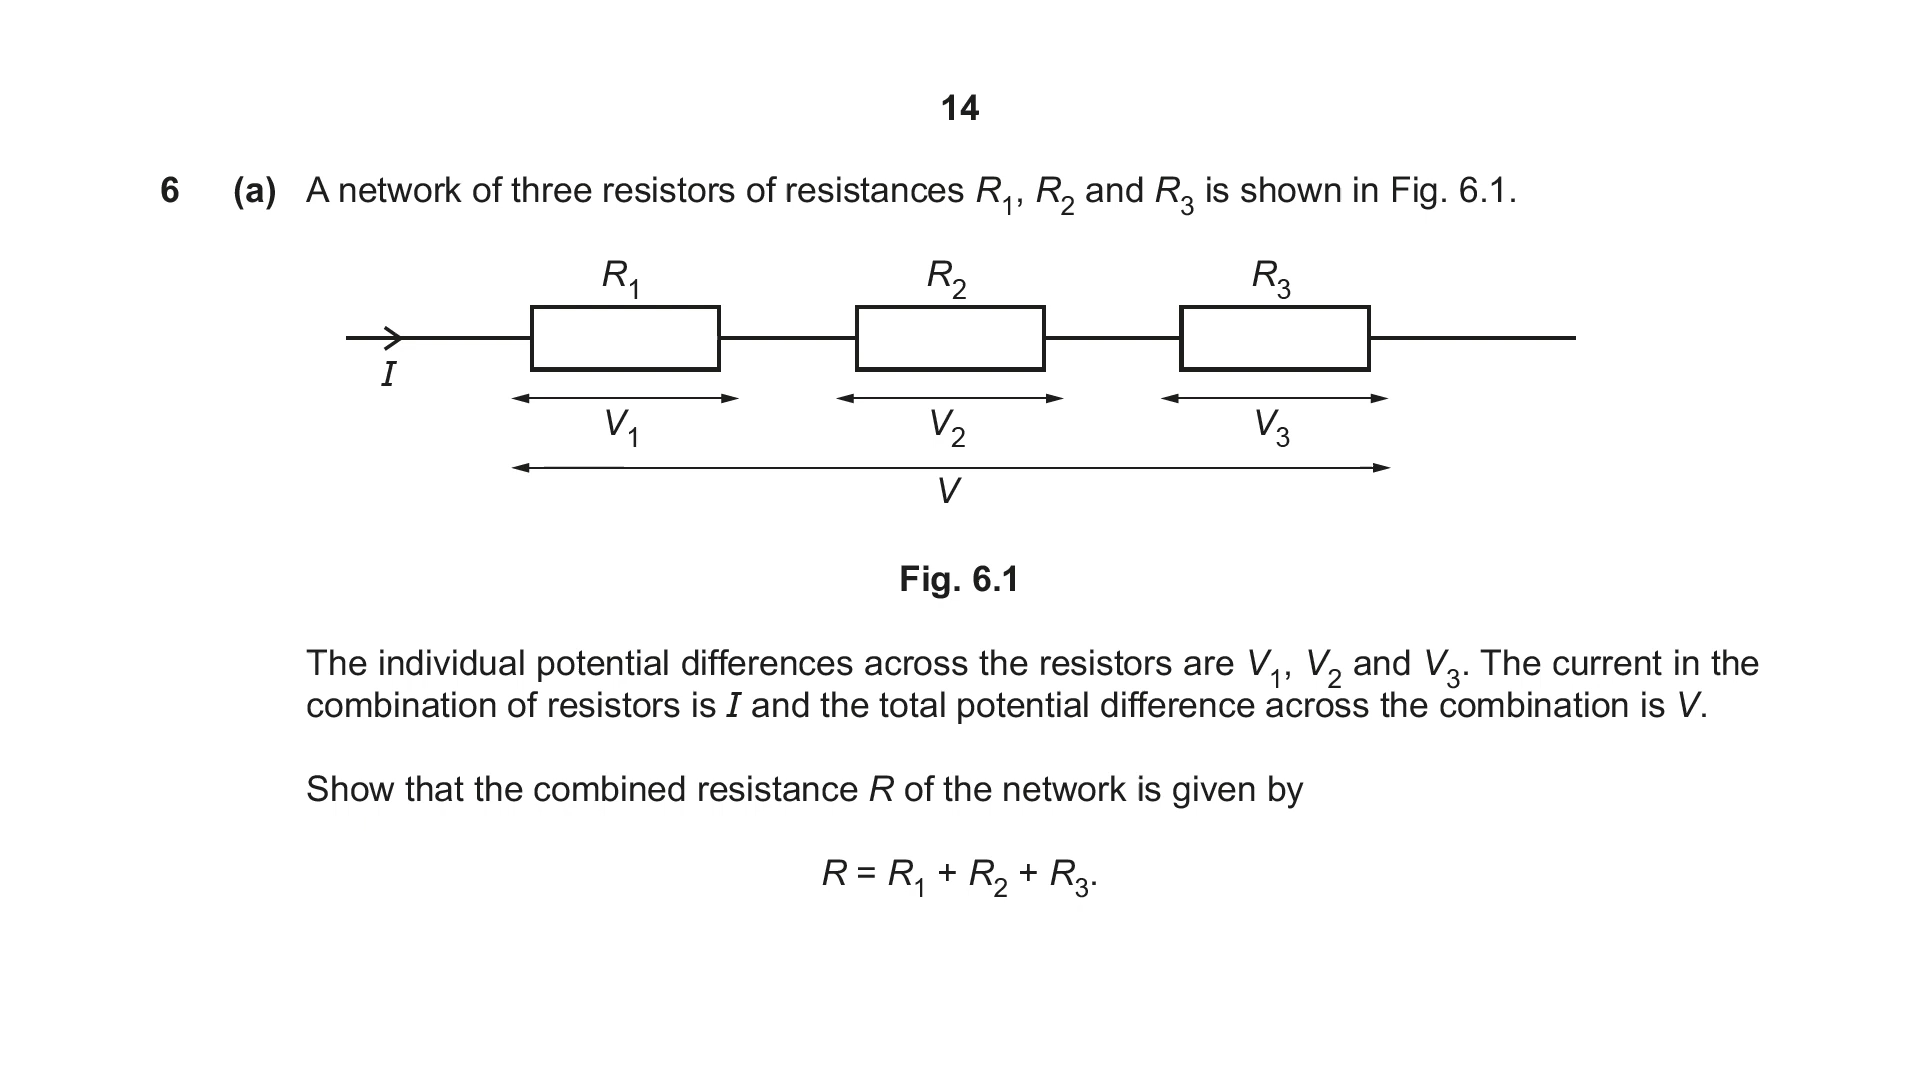 14
6 (a) A network of three resistors of resistances R₁, R₂ and R₃ is shown in Fig. 6.1.
R₁ R₂ R₃
I
V₁ V₂ V₃
V
Fig. 6.1
The individual potential differences across the resistors are V₁, V₂ and V₃. The current in the
combination of resistors is I and the total potential difference across the combination is V.
Show that the combined resistance R of the network is given by
R = R₁ + R₂ + R₃.